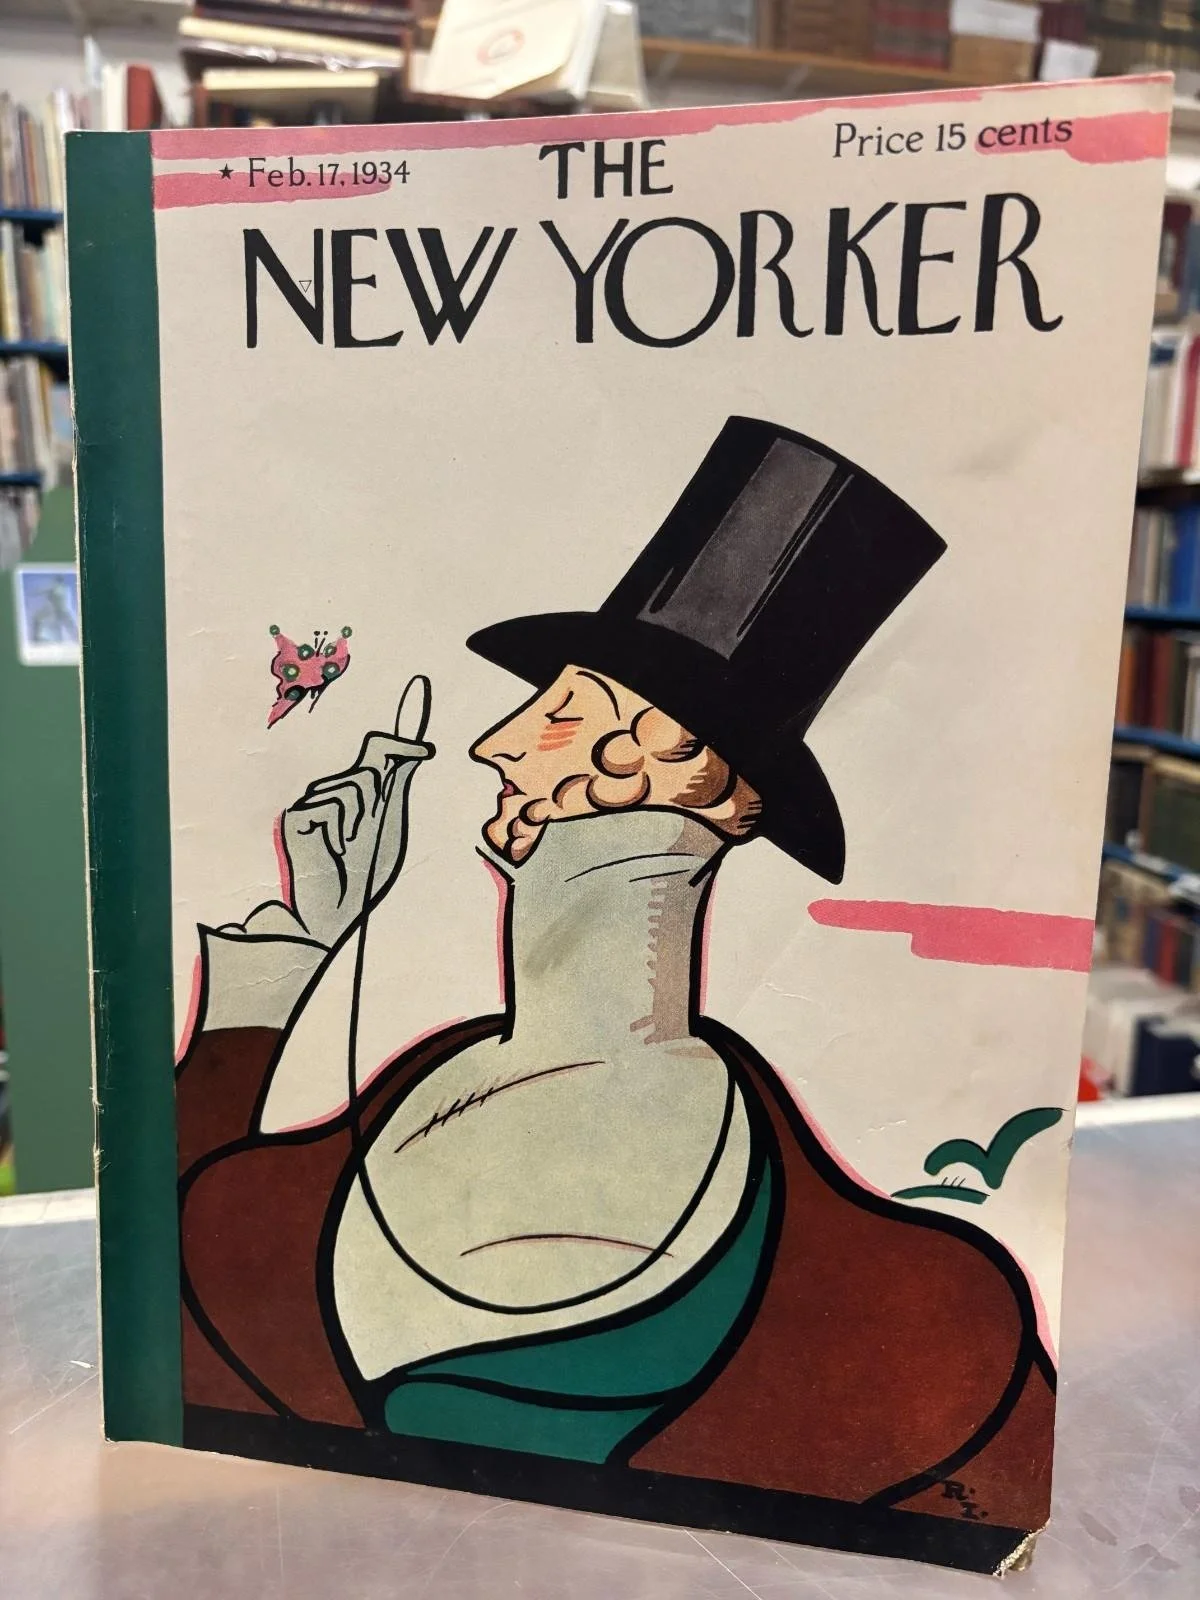 ★ Feb. 17, 1934
Price 15 cents
THE
NEW YORKER
R.
I.